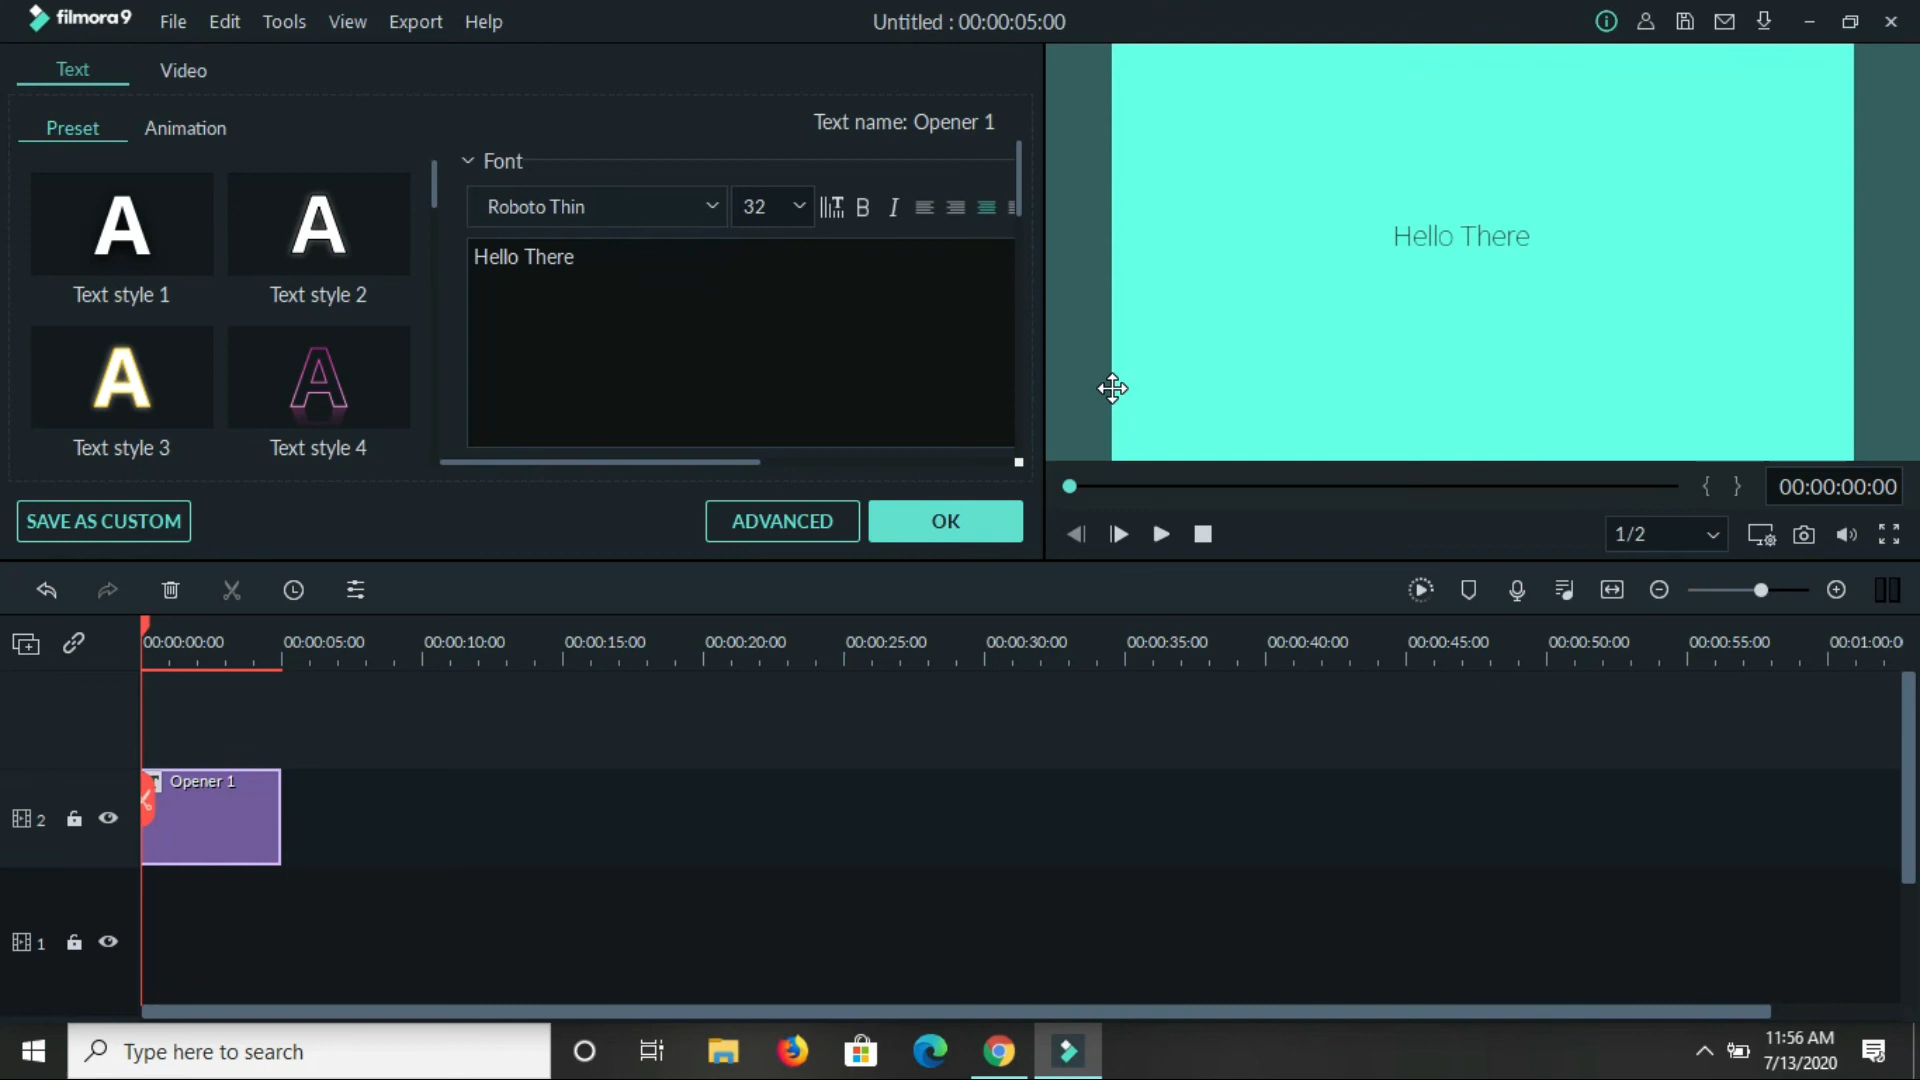 filmora9 File Edit Tools View Export Help Untitled : 00:00:05:00
Text Video
Preset Animation Text name: Opener 1
Font
Roboto Thin 32 B I
Hello There
A A
Text style 1 Text style 2
A A
Text style 3 Text style 4
Hello There
SAVE AS CUSTOM ADVANCED OK
{ } 00:00:00:00
1/2
00:00:00:00 00:00:05:00 00:00:10:00 00:00:15:00 00:00:20:00 00:00:25:00 00:00:30:00 00:00:35:00 00:00:40:00 00:00:45:00 00:00:50:00 00:00:55:00 00:01:00:0
Opener 1
2
1
Type here to search
11:56 AM
7/13/2020